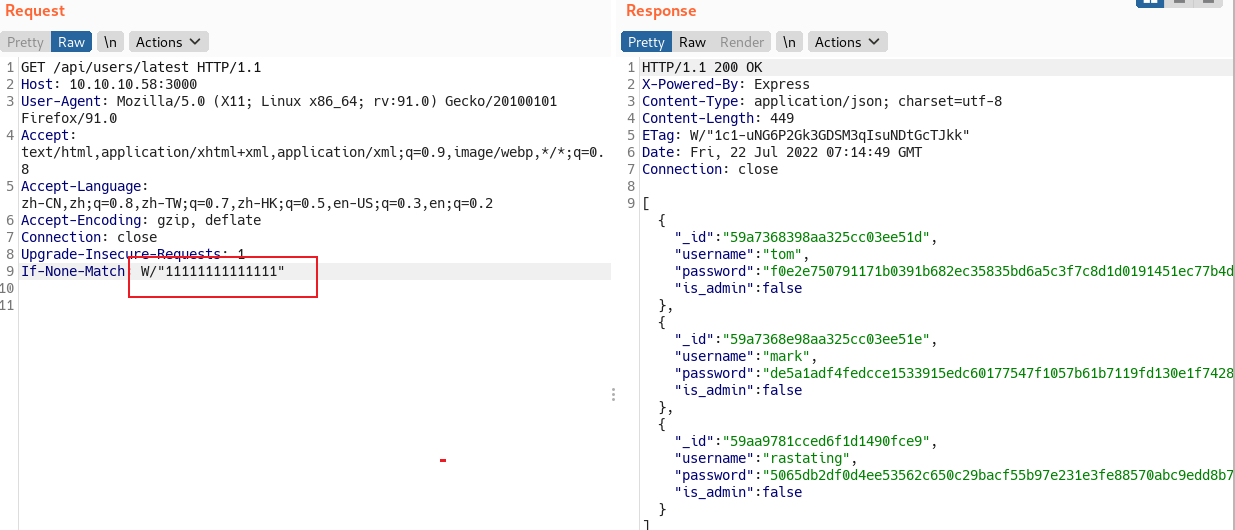 Request
Pretty Raw \n Actions
1 GET /api/users/latest HTTP/1.1
2 Host: 10.10.10.58:3000
3 User-Agent: Mozilla/5.0 (X11; Linux x86_64; rv:91.0) Gecko/20100101
Firefox/91.0
4 Accept:
text/html,application/xhtml+xml,application/xml;q=0.9,image/webp,*/*;q=0.
8
5 Accept-Language:
zh-CN,zh;q=0.8,zh-TW;q=0.7,zh-HK;q=0.5,en-US;q=0.3,en;q=0.2
6 Accept-Encoding: gzip, deflate
7 Connection: close
8 Upgrade-Insecure-Requests: 1
9 If-None-Match: W/"11111111111111"
10
11
Response
Pretty Raw Render \n Actions
1 HTTP/1.1 200 OK
2 X-Powered-By: Express
3 Content-Type: application/json; charset=utf-8
4 Content-Length: 449
5 ETag: W/"1c1-uNG6P2Gk3GDSM3qIsuNDtGcTJkk"
6 Date: Fri, 22 Jul 2022 07:14:49 GMT
7 Connection: close
8
9 [
{
"_id":"59a7368398aa325cc03ee51d",
"username":"tom",
"password":"f0e2e750791171b0391b682ec35835bd6a5c3f7c8d1d0191451ec77b4d
"is_admin":false
},
{
"_id":"59a7368e98aa325cc03ee51e",
"username":"mark",
"password":"de5a1adf4fedcce1533915edc60177547f1057b61b7119fd130e1f7428
"is_admin":false
},
{
"_id":"59aa9781cced6f1d1490fce9",
"username":"rastating",
"password":"5065db2df0d4ee53562c650c29bacf55b97e231e3fe88570abc9edd8b7
"is_admin":false
}
]